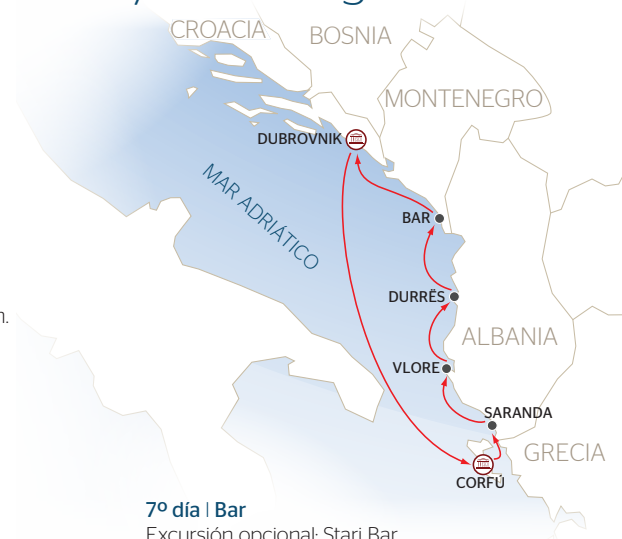 CROACIA
BOSNIA
MONTENEGRO
DUBROVNIK
MAR ADRIÁTICO
BAR
DURRËS
n.
ALBANIA
VLORE
SARANDA
GRECIA
CORFÚ
7º día | Bar
Excursión opcional: Stari Bar